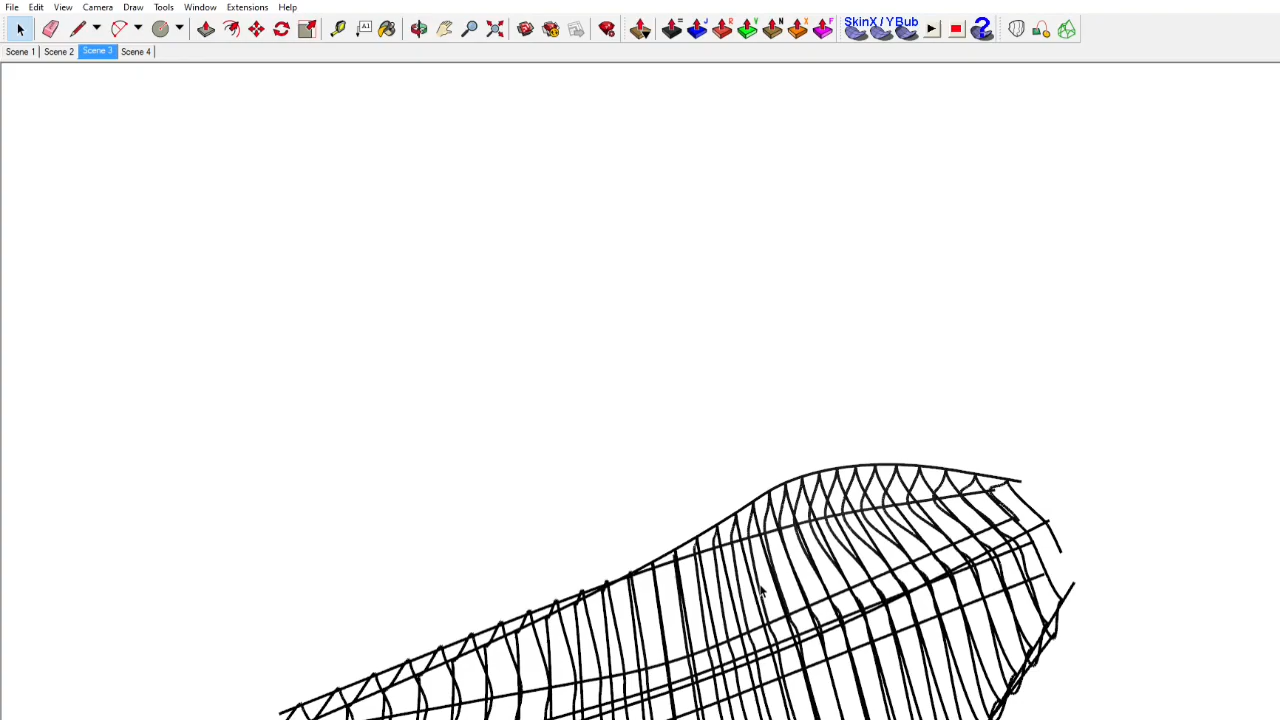 File Edit View Camera Draw Tools Window Extensions Help
A1 = J R V N X F SkinX / YBub ?
Scene 1 Scene 2 Scene 3 Scene 4